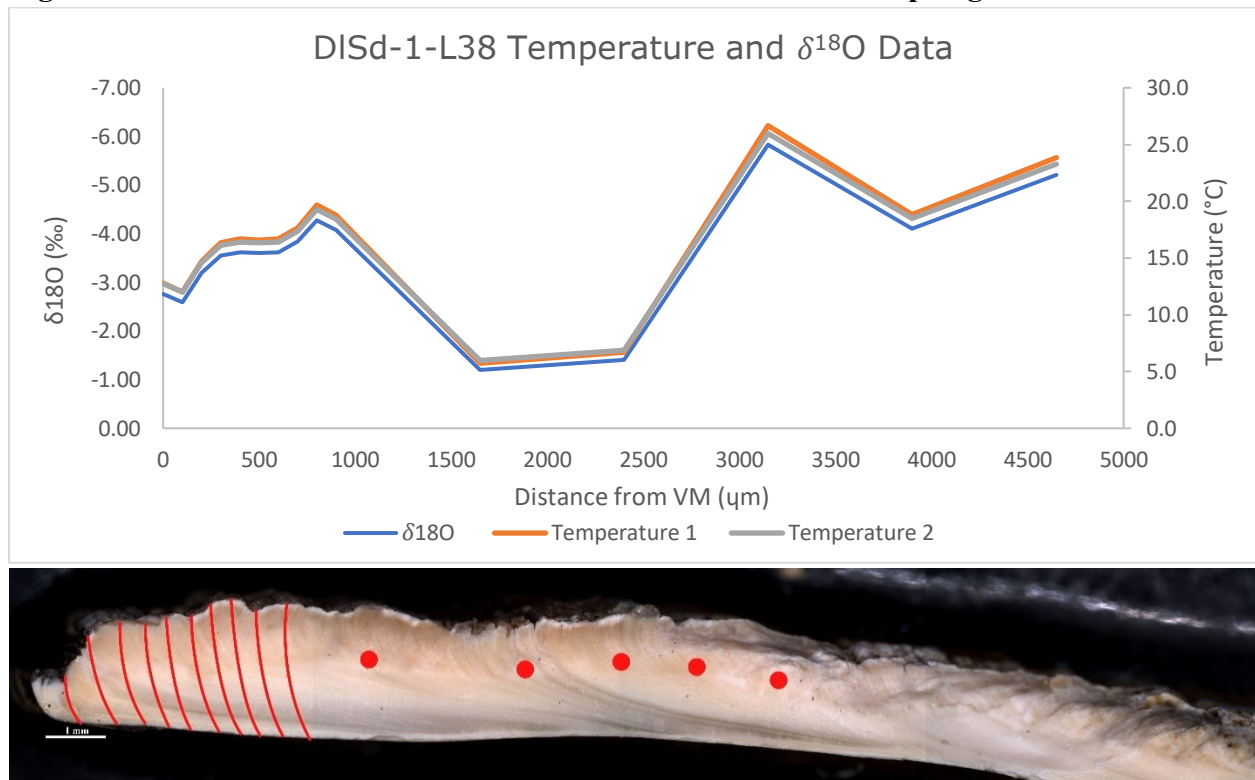 DlSd-1-L38 Temperature and 𝛿¹⁸O Data
-7.00
-6.00
-5.00
-4.00
-3.00
-2.00
-1.00
0.00
δ18O (‰)
30.0
25.0
20.0
15.0
10.0
5.0
0.0
Temperature (°C)
0 500 1000 1500 2000 2500 3000 3500 4000 4500 5000
Distance from VM (ɥm)
𝛿18O Temperature 1 Temperature 2
1 mm